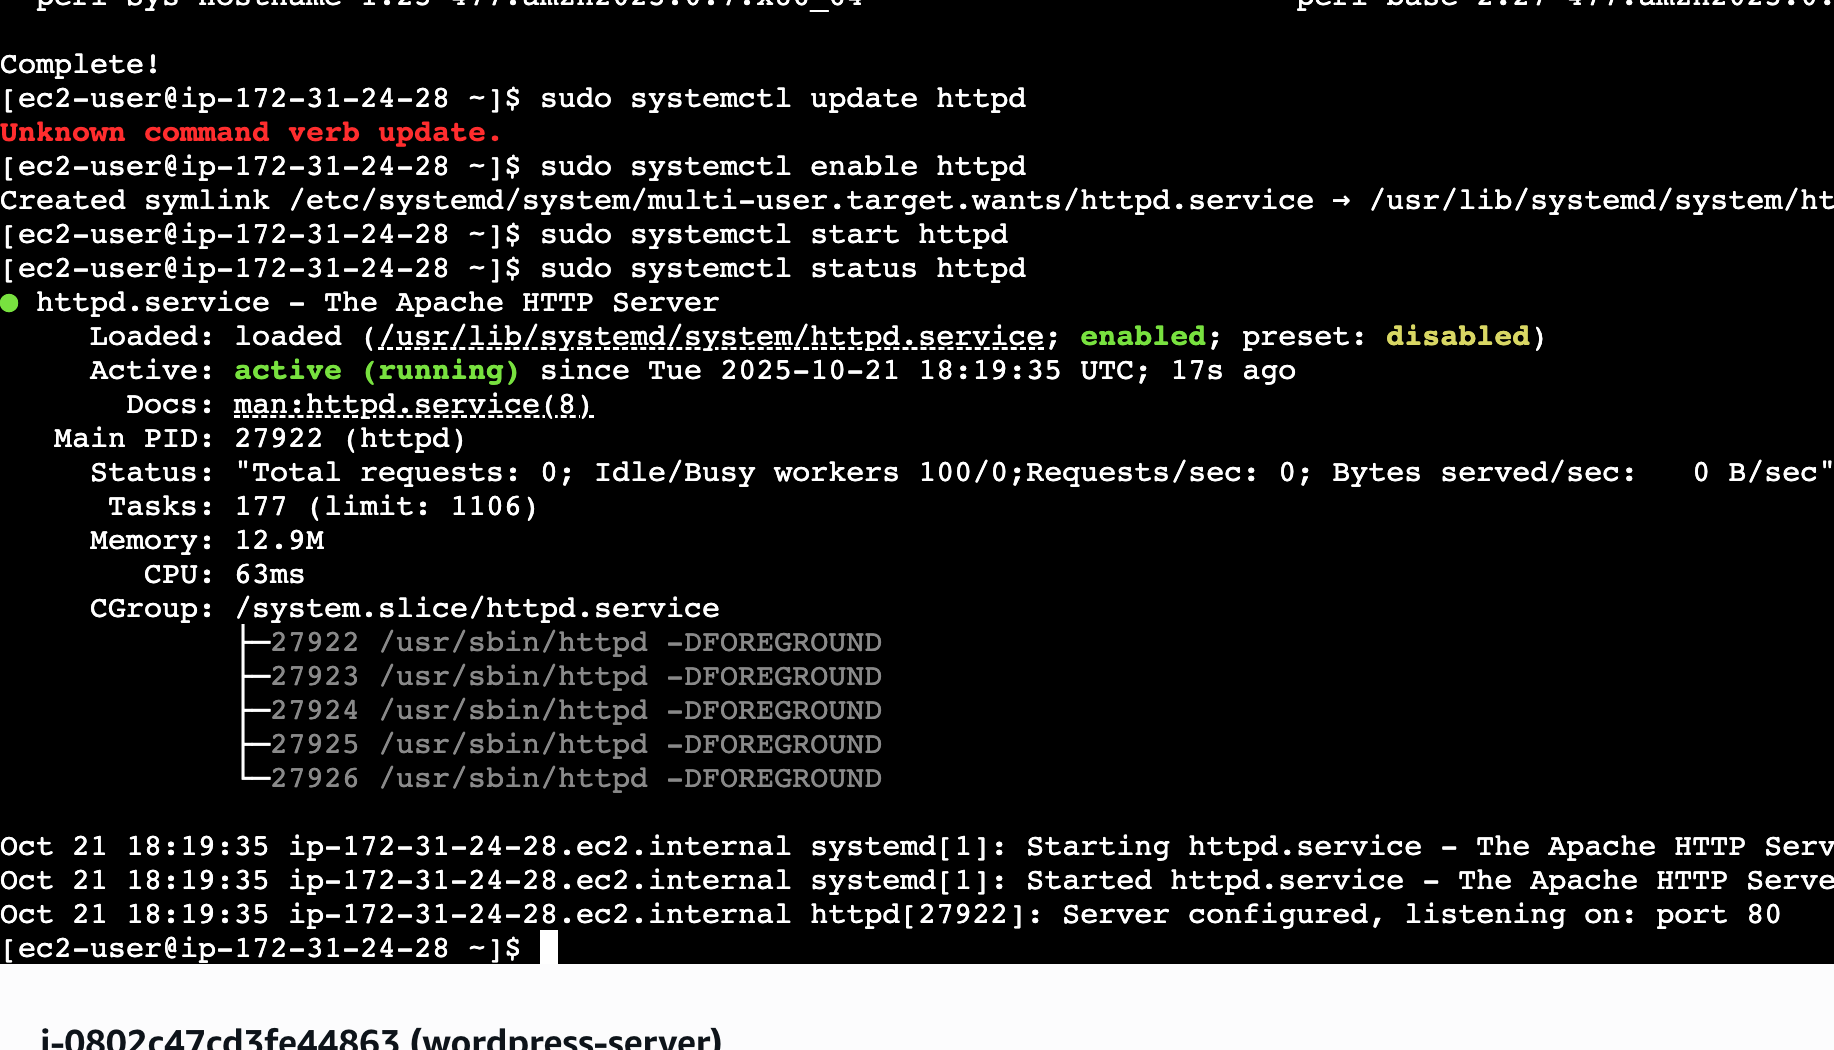 Complete!
[ec2-user@ip-172-31-24-28 ~]$ sudo systemctl update httpd
Unknown command verb update.
[ec2-user@ip-172-31-24-28 ~]$ sudo systemctl enable httpd
Created symlink /etc/systemd/system/multi-user.target.wants/httpd.service → /usr/lib/systemd/system/ht
[ec2-user@ip-172-31-24-28 ~]$ sudo systemctl start httpd
[ec2-user@ip-172-31-24-28 ~]$ sudo systemctl status httpd
● httpd.service - The Apache HTTP Server
Loaded: loaded (/usr/lib/systemd/system/httpd.service; enabled; preset: disabled)
Active: active (running) since Tue 2025-10-21 18:19:35 UTC; 17s ago
Docs: man:httpd.service(8)
Main PID: 27922 (httpd)
Status: "Total requests: 0; Idle/Busy workers 100/0;Requests/sec: 0; Bytes served/sec:   0 B/sec"
Tasks: 177 (limit: 1106)
Memory: 12.9M
CPU: 63ms
CGroup: /system.slice/httpd.service
├─27922 /usr/sbin/httpd -DFOREGROUND
├─27923 /usr/sbin/httpd -DFOREGROUND
├─27924 /usr/sbin/httpd -DFOREGROUND
├─27925 /usr/sbin/httpd -DFOREGROUND
└─27926 /usr/sbin/httpd -DFOREGROUND
Oct 21 18:19:35 ip-172-31-24-28.ec2.internal systemd[1]: Starting httpd.service - The Apache HTTP Serv
Oct 21 18:19:35 ip-172-31-24-28.ec2.internal systemd[1]: Started httpd.service - The Apache HTTP Serve
Oct 21 18:19:35 ip-172-31-24-28.ec2.internal httpd[27922]: Server configured, listening on: port 80
[ec2-user@ip-172-31-24-28 ~]$
i-0802c47cd3fe44863 (wordpress-server)